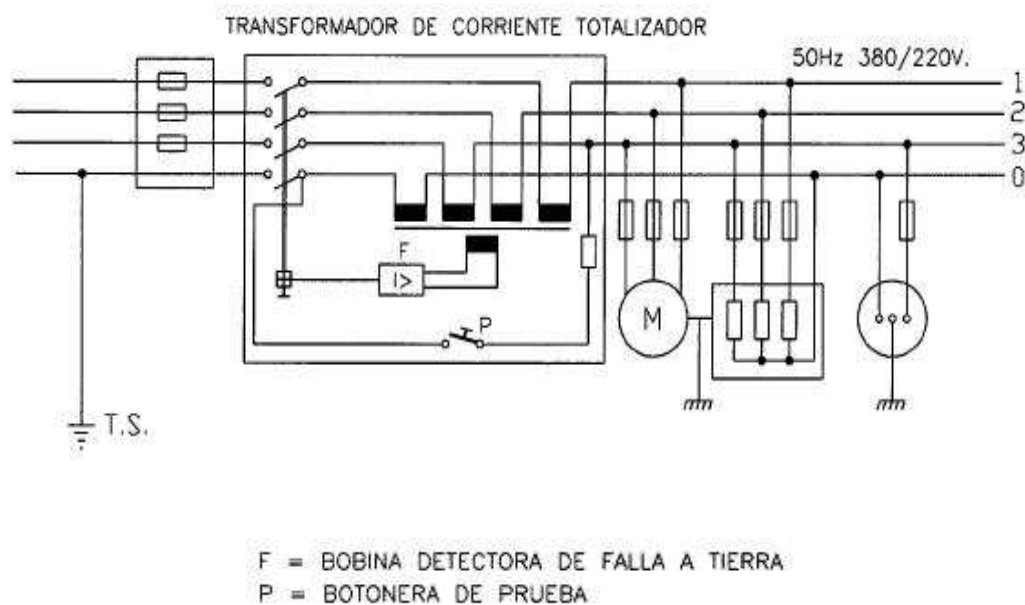 TRANSFORMADOR DE CORRIENTE TOTALIZADOR
50Hz 380/220V.
1
2
3
0
F
I>
P
M
T.S.
F = BOBINA DETECTORA DE FALLA A TIERRA
P = BOTONERA DE PRUEBA